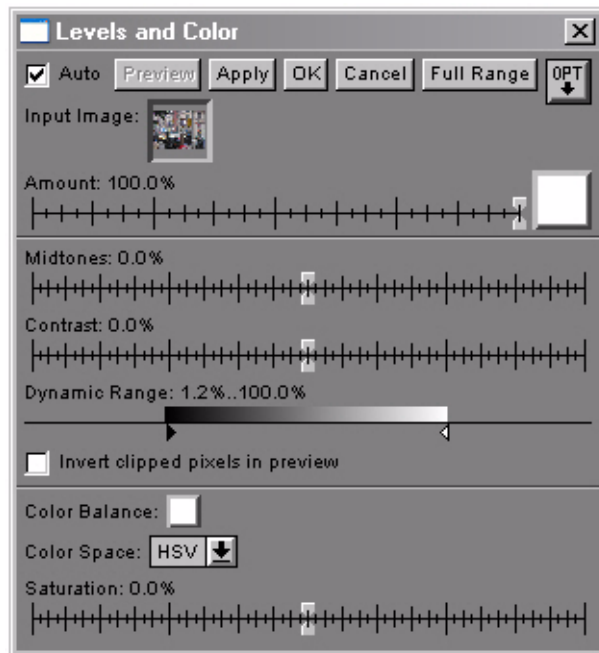 Levels and Color
Auto Preview Apply OK Cancel Full Range OPT
Input Image:
Amount: 100.0%
Midtones: 0.0%
Contrast: 0.0%
Dynamic Range: 1.2%..100.0%
Invert clipped pixels in preview
Color Balance:
Color Space: HSV
Saturation: 0.0%